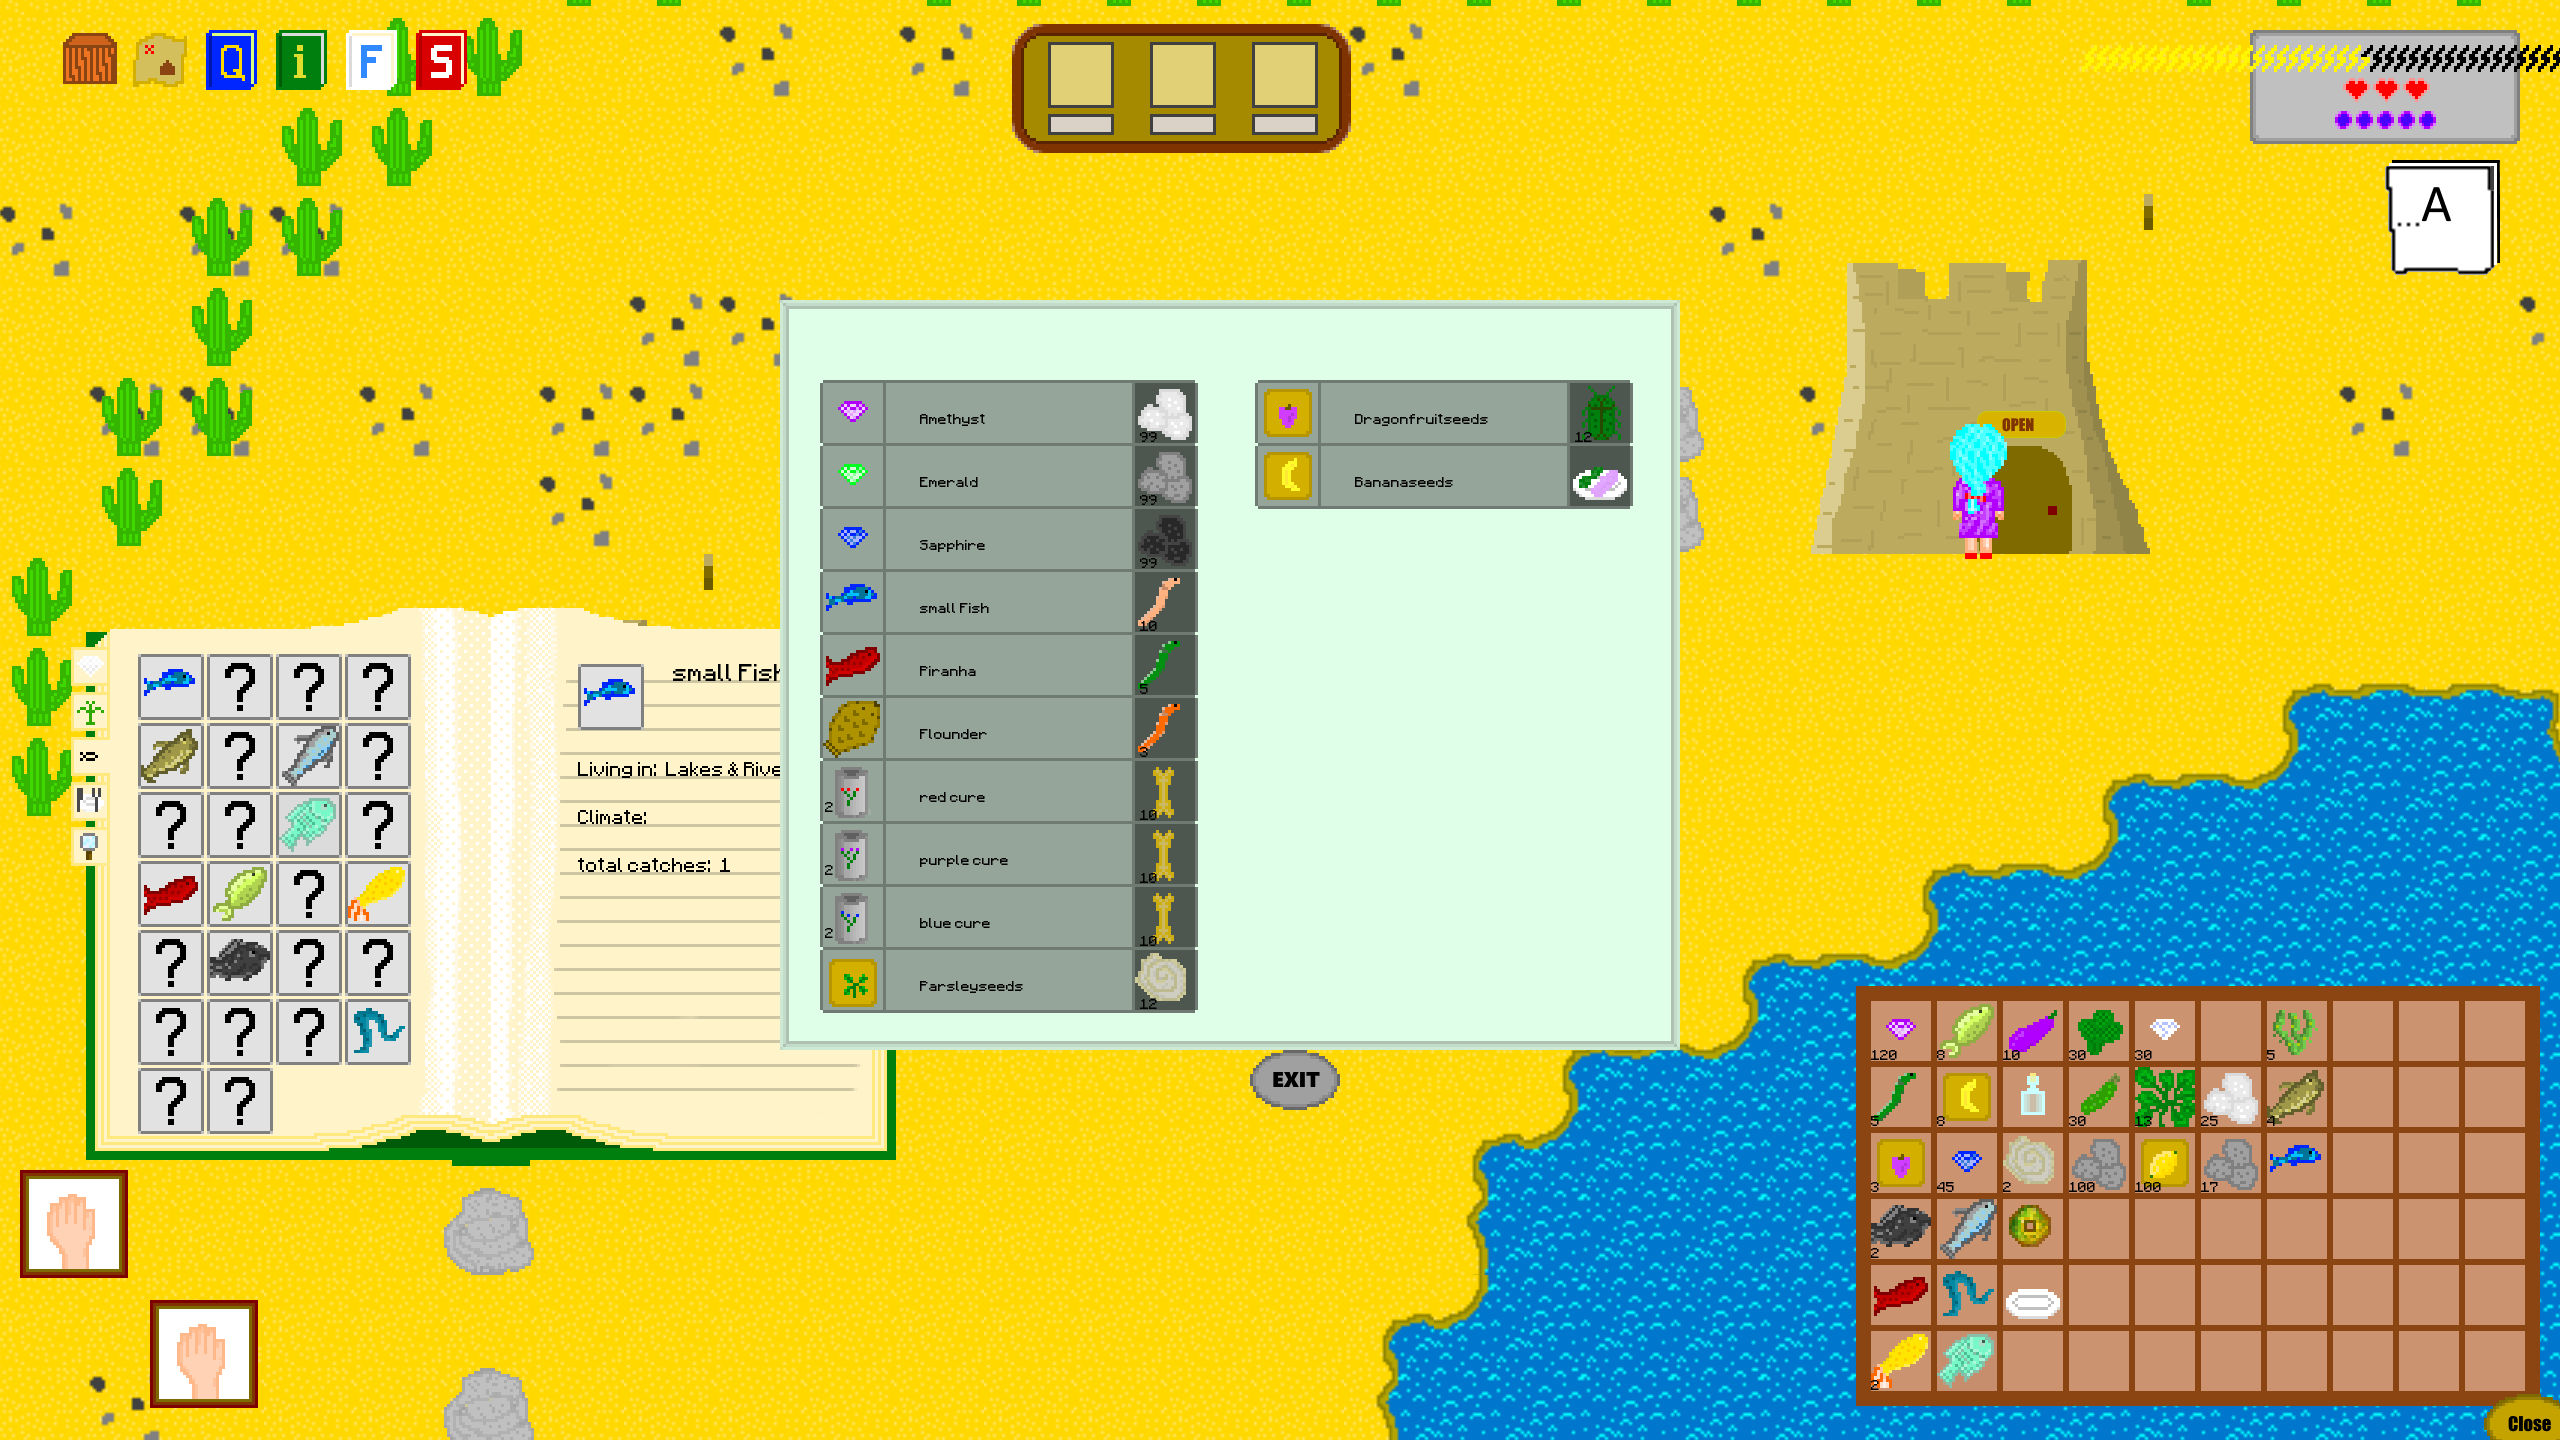 Q i F S
...A
OPEN
Amethyst 99
Emerald 99
Sapphire 99
small Fish 10
Piranha 5
Flounder
2 red cure 10
2 purple cure 10
2 blue cure 10
Parsleyseeds 12
Dragonfruitseeds 12
Bananaseeds
? ? ?
? ?
? ? ?
?
? ? ?
? ? ?
? ?
small Fish
Living in: Lakes & Rive
Climate:
total catches: 1
EXIT
120 8 10 30 30 5
5 8 30 13 25 4
3 45 2 100 100 17
2
2
Close